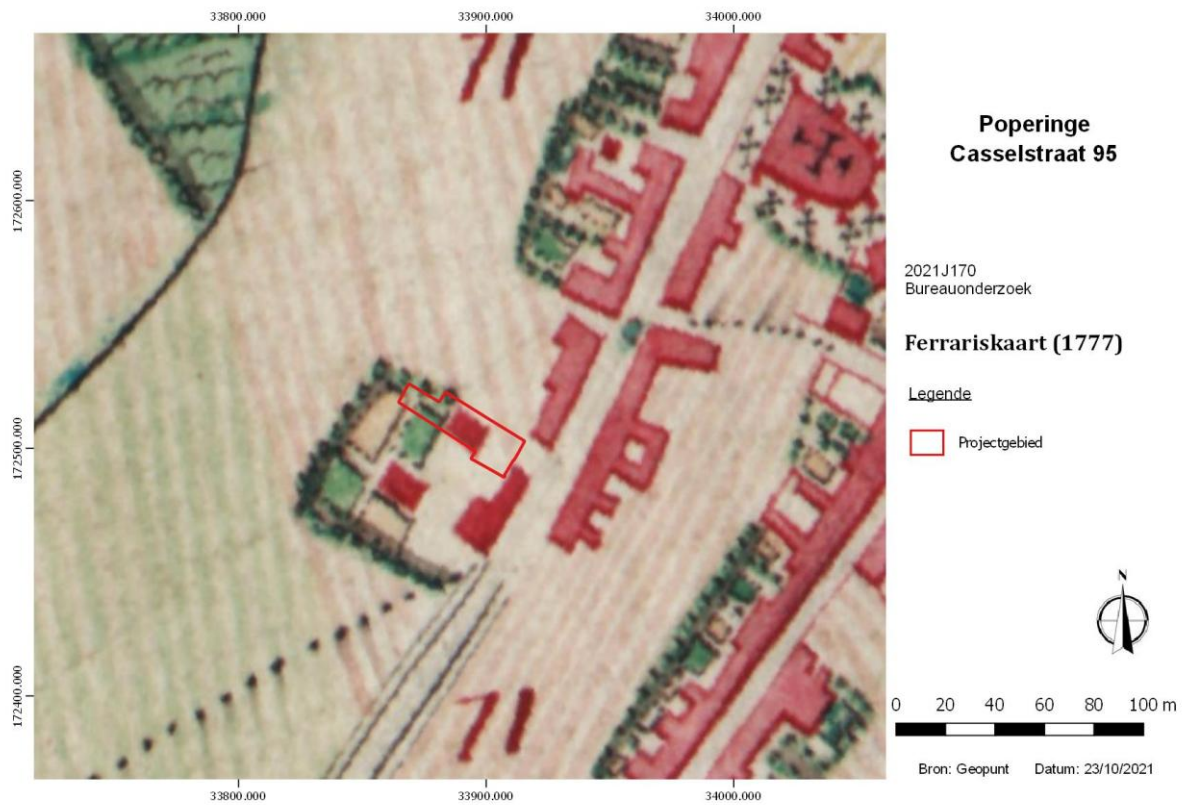 33800.000
33900.000
34000.000
172600.000
172500.000
172400.000
33800.000
33900.000
34000.000
Poperinge
Casselstraat 95
2021J170
Bureauonderzoek
Ferrariskaart (1777)
Legende
Projectgebied
N
0 20 40 60 80 100 m
Bron: Geopunt Datum: 23/10/2021